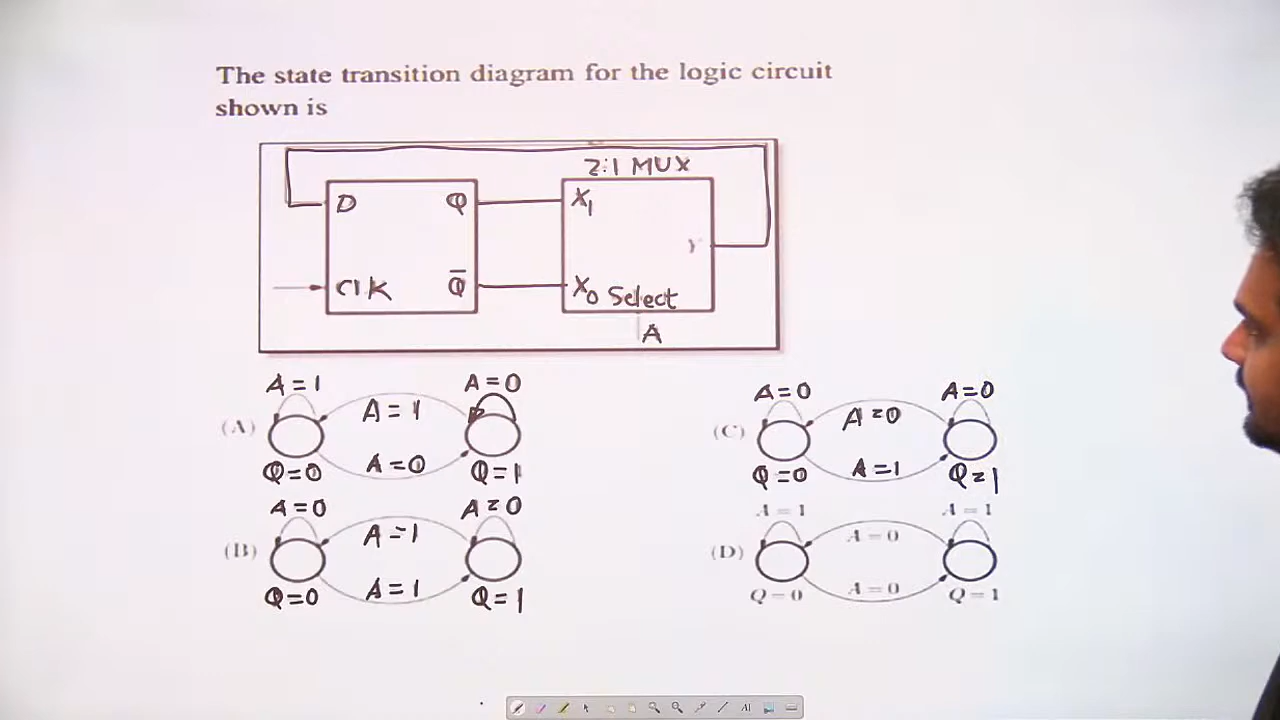 The state transition diagram for the logic circuit
shown is
2:1 MUX
D Q X1
Y
CLK Q̅ X0 Select
A
A = 1 A = 0
(A) A = 1
A = 0
Q = 0 Q = 1
A = 0 A = 0
(B) A = 1
A = 1
Q = 0 Q = 1
A = 0 A = 0
(C) A = 0
A = 1
Q = 0 Q = 1
A = 1 A = 1
(D) A = 0
A = 0
Q = 0 Q = 1